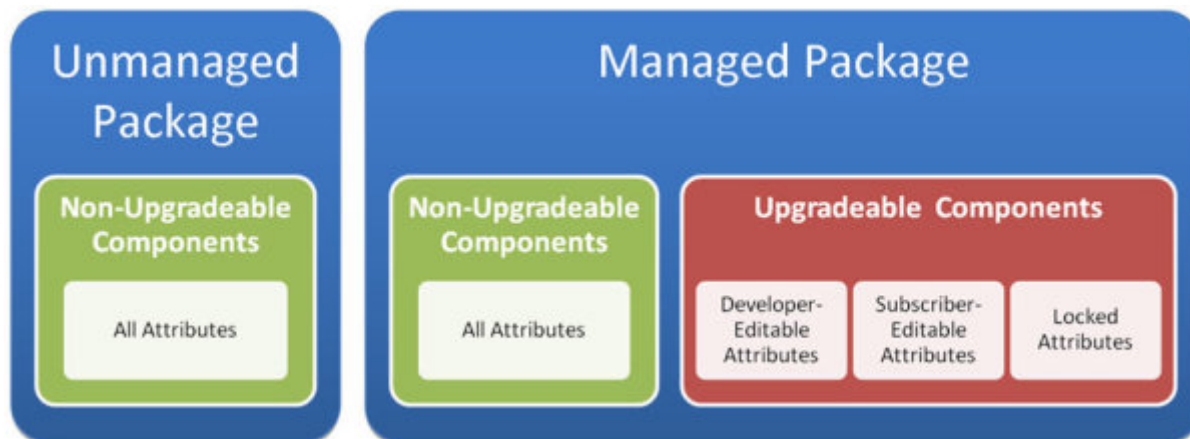 Unmanaged
Package
Non-Upgradeable
Components
All Attributes
Managed Package
Non-Upgradeable
Components
All Attributes
Upgradeable Components
Developer-
Editable
Attributes
Subscriber-
Editable
Attributes
Locked
Attributes